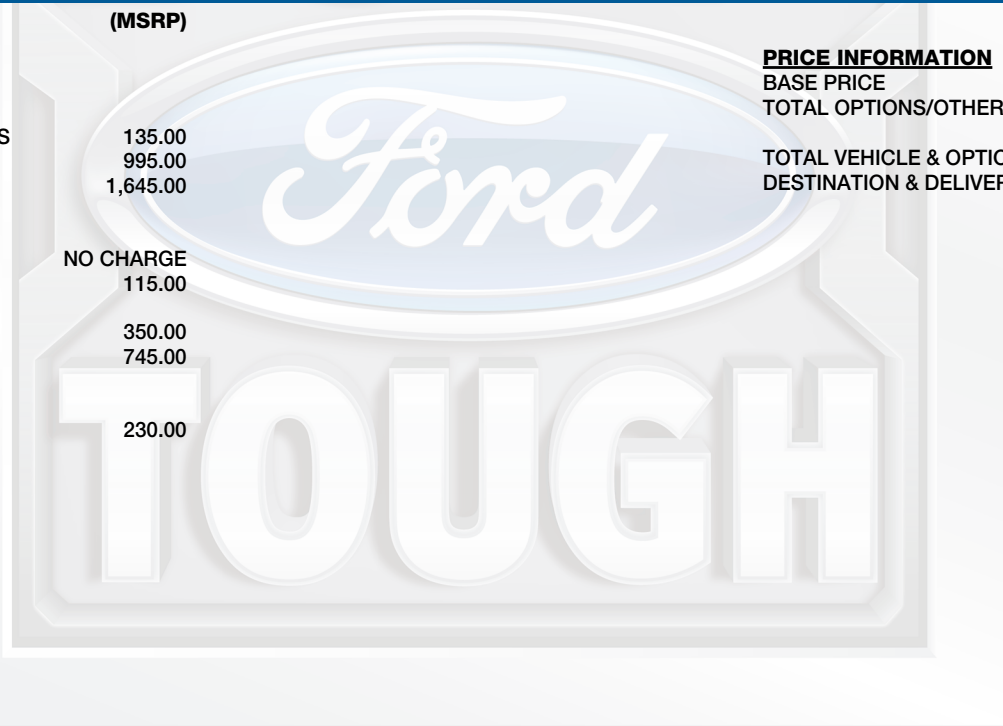 (MSRP)
S 135.00
995.00
1,645.00
NO CHARGE
115.00
350.00
745.00
230.00
PRICE INFORMATION
BASE PRICE
TOTAL OPTIONS/OTHER
TOTAL VEHICLE & OPTIO
DESTINATION & DELIVER
Ford
TOUGH